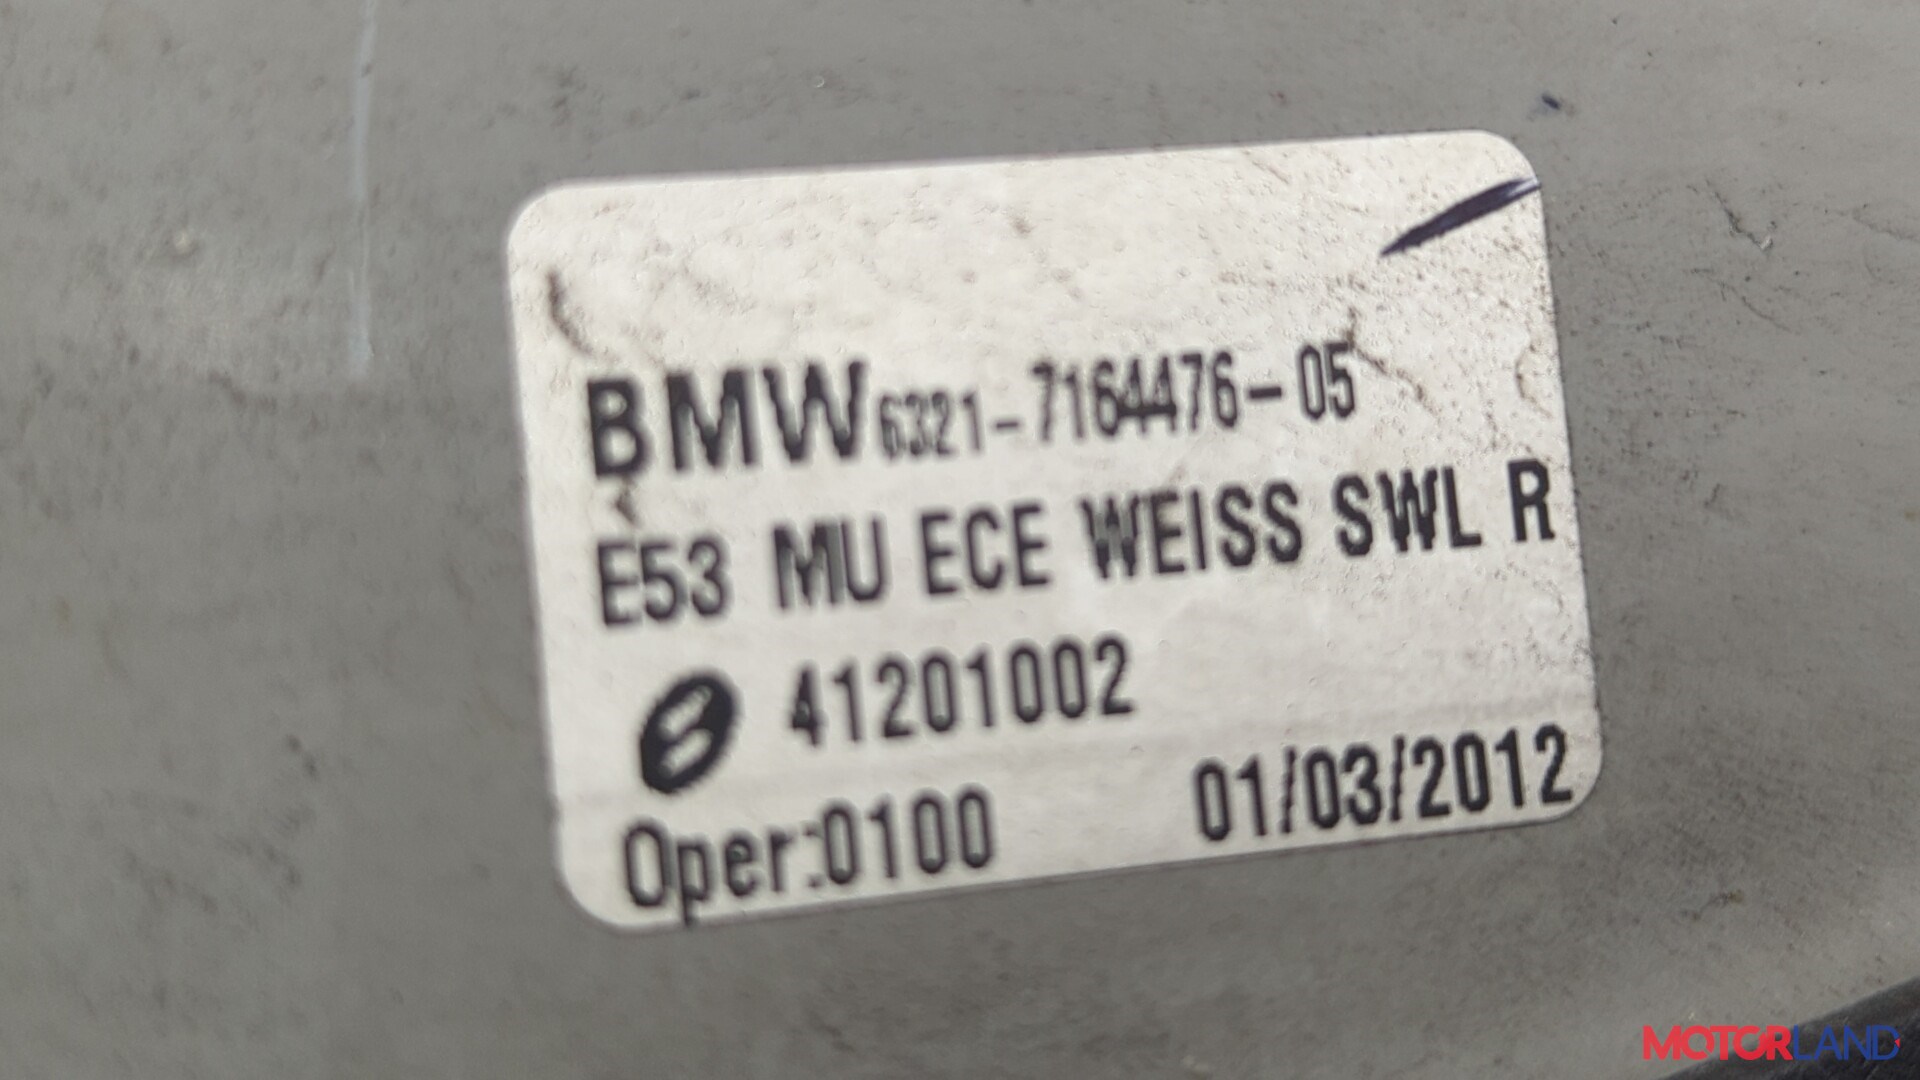 BMW 6321-7164476-05
E53 MU ECE WEISS SWL R
41201002
Oper:0100 01/03/2012
MOTORLAND